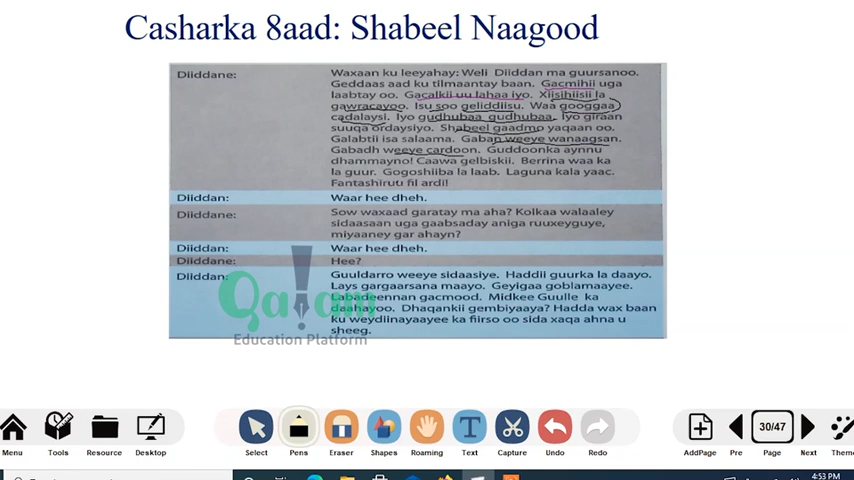 Casharka 8aad: Shabeel Naagood
Diiddane: Waxaan ku leeyahay: Weli Diiddan ma guursanoo.
Geddaas aad ku tilmaantay baan. Gacmihii uga
laabtay oo. Gacalkii uu lahaa iyo. Xiisihiisii la
gawracayoo. Isu soo geliddiisu. Waa googgaa
cadalaysi. Iyo gudhubaa gudhubaa. Iyo giraan
suuqa ordaysiyo. Shabeel gaadmo yaqaan oo.
Galabtii isa salaama. Gaban weeye wanaagsan.
Gabadh weeye cardoon. Guddoonka aynnu
dhammayno! Caawa gelbiskii. Berrina waa ka
la guur. Gogoshiiba la laab. Laguna kala yaac.
Fantashiruu fil ardi!
Diiddan: Waar hee dheh.
Diiddane: Sow waxaad garatay ma aha? Kolkaa walaaley
sidaasaan uga gaabsaday aniga ruuxeyguye,
miyaaney gar ahayn?
Diiddan: Waar hee dheh.
Diiddane: Hee?
Diiddan: Guuldarro weeye sidaasiye. Haddii guurka la daayo.
Lays gargaarsana maayo. Geyigaa goblamaayee.
Labadeennan gacmood. Midkee Guulle ka
daahayoo. Dhaqankii gembiyaaya? Hadda wax baan
ku weydiinayaayee ka fiirso oo sida xaqa ahna u
sheeg.
Qalam
Education Platform
Menu Tools Resource Desktop Select Pens Eraser Shapes Roaming Text Capture Undo Redo AddPage Pre 30/47 Page Next Theme
4:53 PM